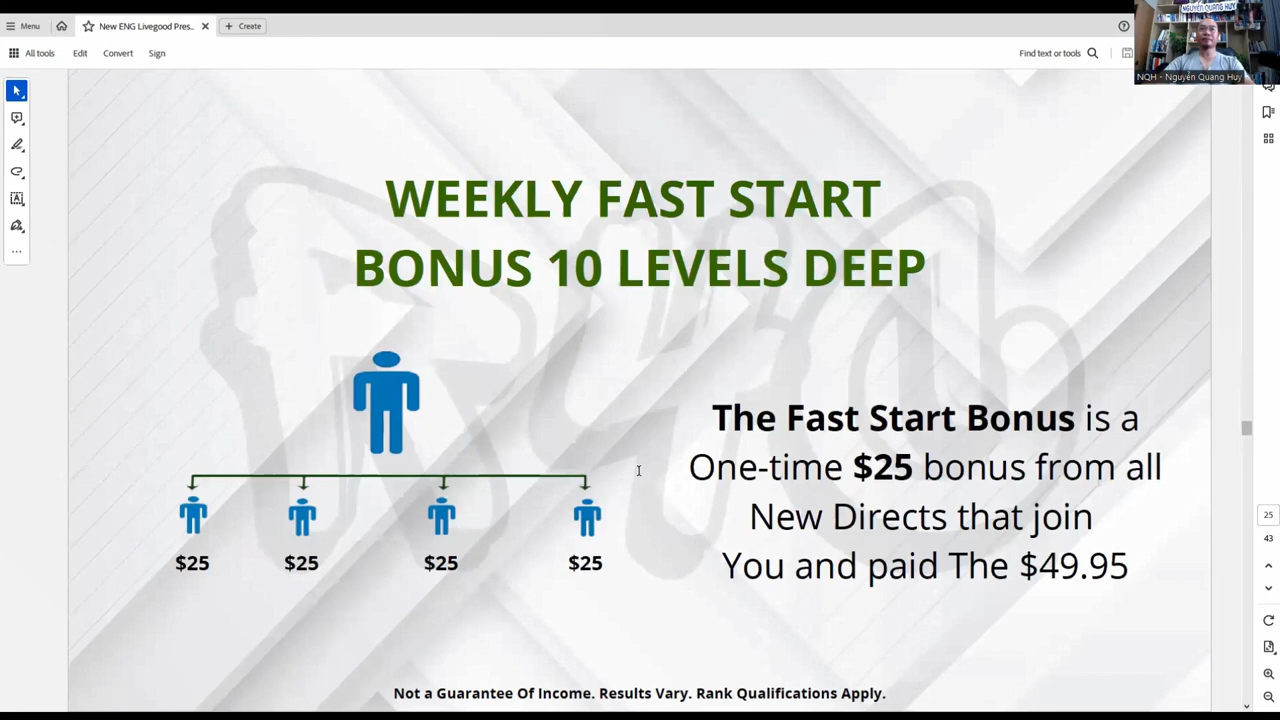 Menu
New ENG Livegood Pres...
Create
All tools
Edit
Convert
Sign
Find text or tools
NGUYỄN QUANG HUY
NQH - Nguyễn Quang Huy
WEEKLY FAST START
BONUS 10 LEVELS DEEP
The Fast Start Bonus is a
One-time $25 bonus from all
New Directs that join
You and paid The $49.95
$25
$25
$25
$25
Not a Guarantee Of Income. Results Vary. Rank Qualifications Apply.
25
43